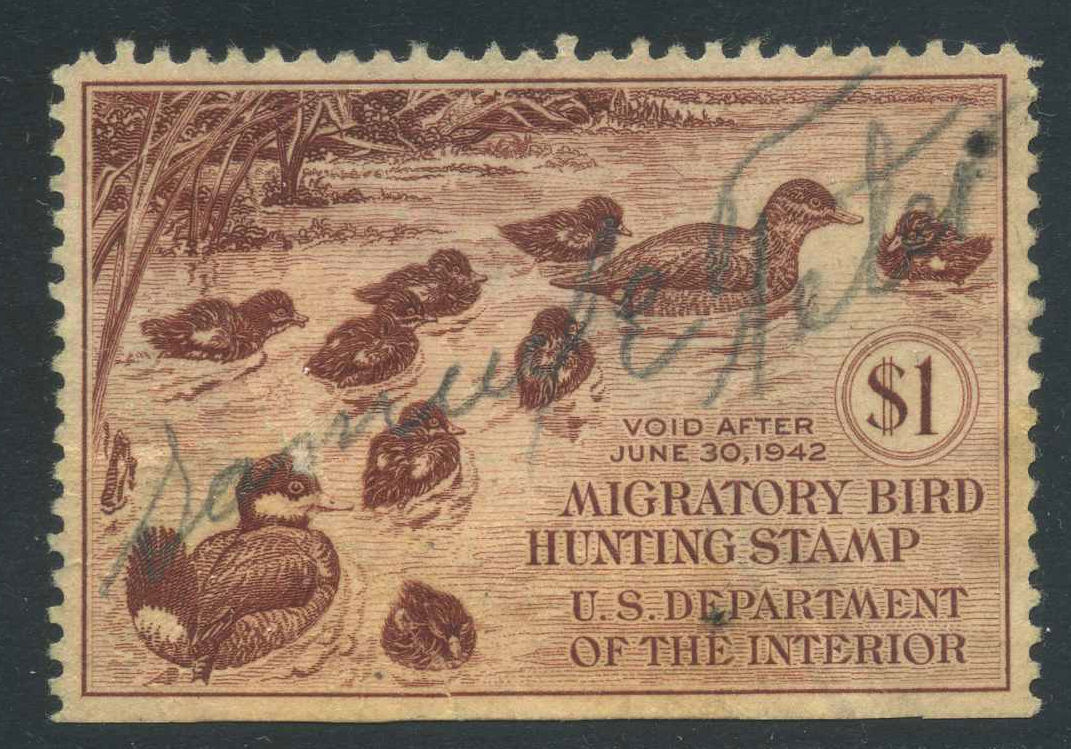 $1
VOID AFTER
JUNE 30, 1942
MIGRATORY BIRD
HUNTING STAMP
U.S. DEPARTMENT
OF THE INTERIOR